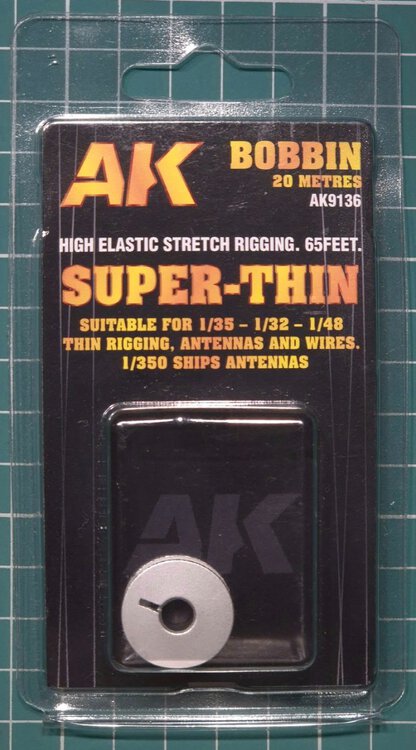 AK
BOBBIN
20 METRES
AK9136
HIGH ELASTIC STRETCH RIGGING. 65FEET.
SUPER-THIN
SUITABLE FOR 1/35 - 1/32 - 1/48
THIN RIGGING, ANTENNAS AND WIRES.
1/350 SHIPS ANTENNAS
AK